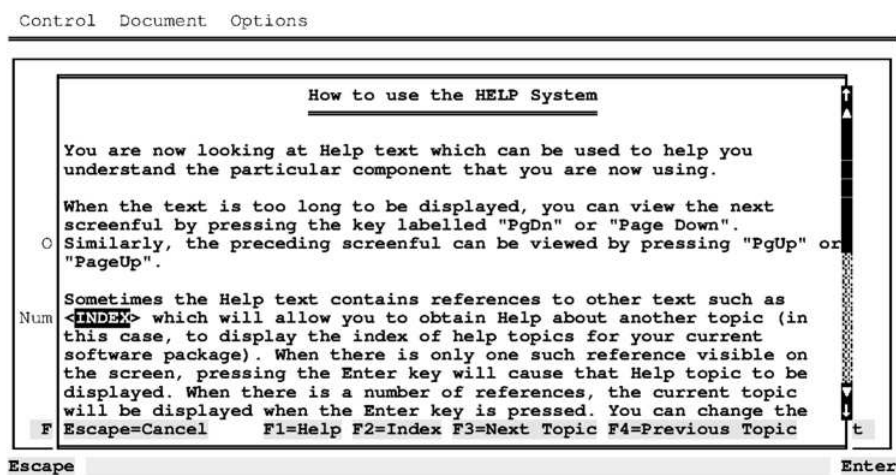 Control Document Options
How to use the HELP System
You are now looking at Help text which can be used to help you
understand the particular component that you are now using.
When the text is too long to be displayed, you can view the next
screenful by pressing the key labelled "PgDn" or "Page Down".
O Similarly, the preceding screenful can be viewed by pressing "PgUp" or
"PageUp".
Sometimes the Help text contains references to other text such as
Num <INDEX> which will allow you to obtain Help about another topic (in
this case, to display the index of help topics for your current
software package). When there is only one such reference visible on
the screen, pressing the Enter key will cause that Help topic to be
displayed. When there is a number of references, the current topic
will be displayed when the Enter key is pressed. You can change the
F Escape=Cancel F1=Help F2=Index F3=Next Topic F4=Previous Topic t
Escape Enter